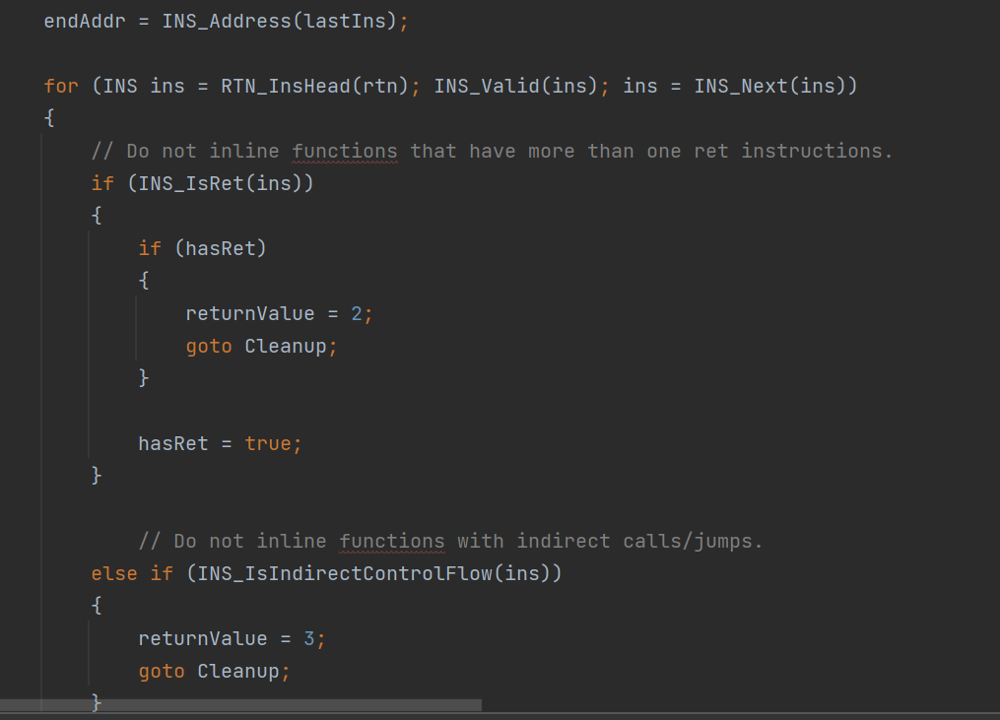 endAddr = INS_Address(lastIns);
for (INS ins = RTN_InsHead(rtn); INS_Valid(ins); ins = INS_Next(ins))
{
// Do not inline functions that have more than one ret instructions.
if (INS_IsRet(ins))
{
if (hasRet)
{
returnValue = 2;
goto Cleanup;
}
hasRet = true;
}
// Do not inline functions with indirect calls/jumps.
else if (INS_IsIndirectControlFlow(ins))
{
returnValue = 3;
goto Cleanup;
}